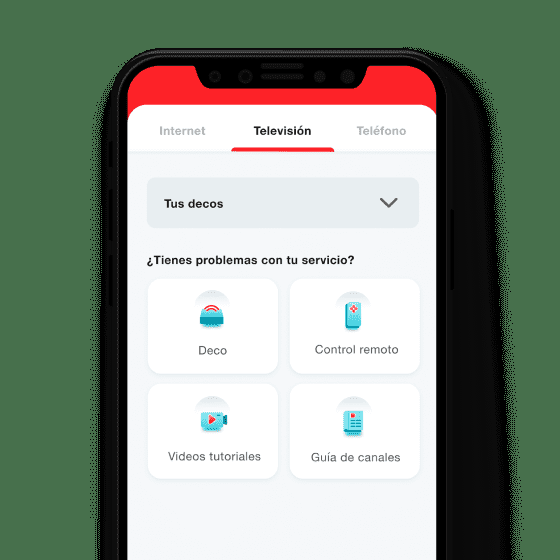 Internet
Televisión
Teléfono
Tus decos
¿Tienes problemas con tu servicio?
Deco
Control remoto
Videos tutoriales
Guía de canales